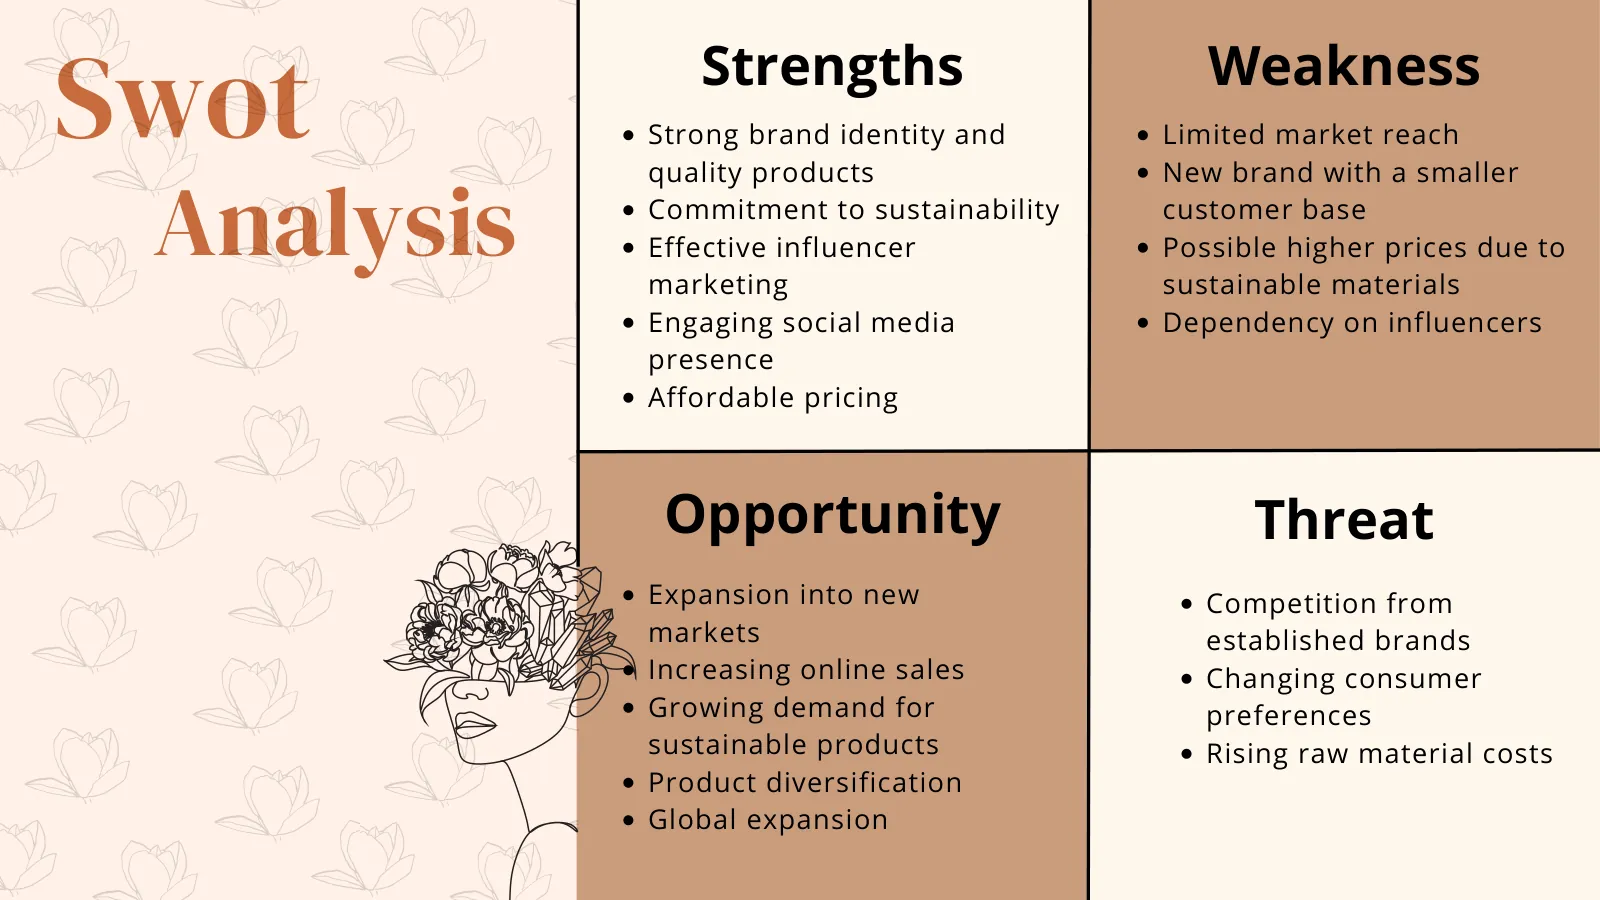 Swot
Analysis
Strengths
• Strong brand identity and
quality products
• Commitment to sustainability
• Effective influencer
marketing
• Engaging social media
presence
• Affordable pricing
Weakness
• Limited market reach
• New brand with a smaller
customer base
• Possible higher prices due to
sustainable materials
• Dependency on influencers
Opportunity
• Expansion into new
markets
• Increasing online sales
• Growing demand for
sustainable products
• Product diversification
• Global expansion
Threat
• Competition from
established brands
• Changing consumer
preferences
• Rising raw material costs